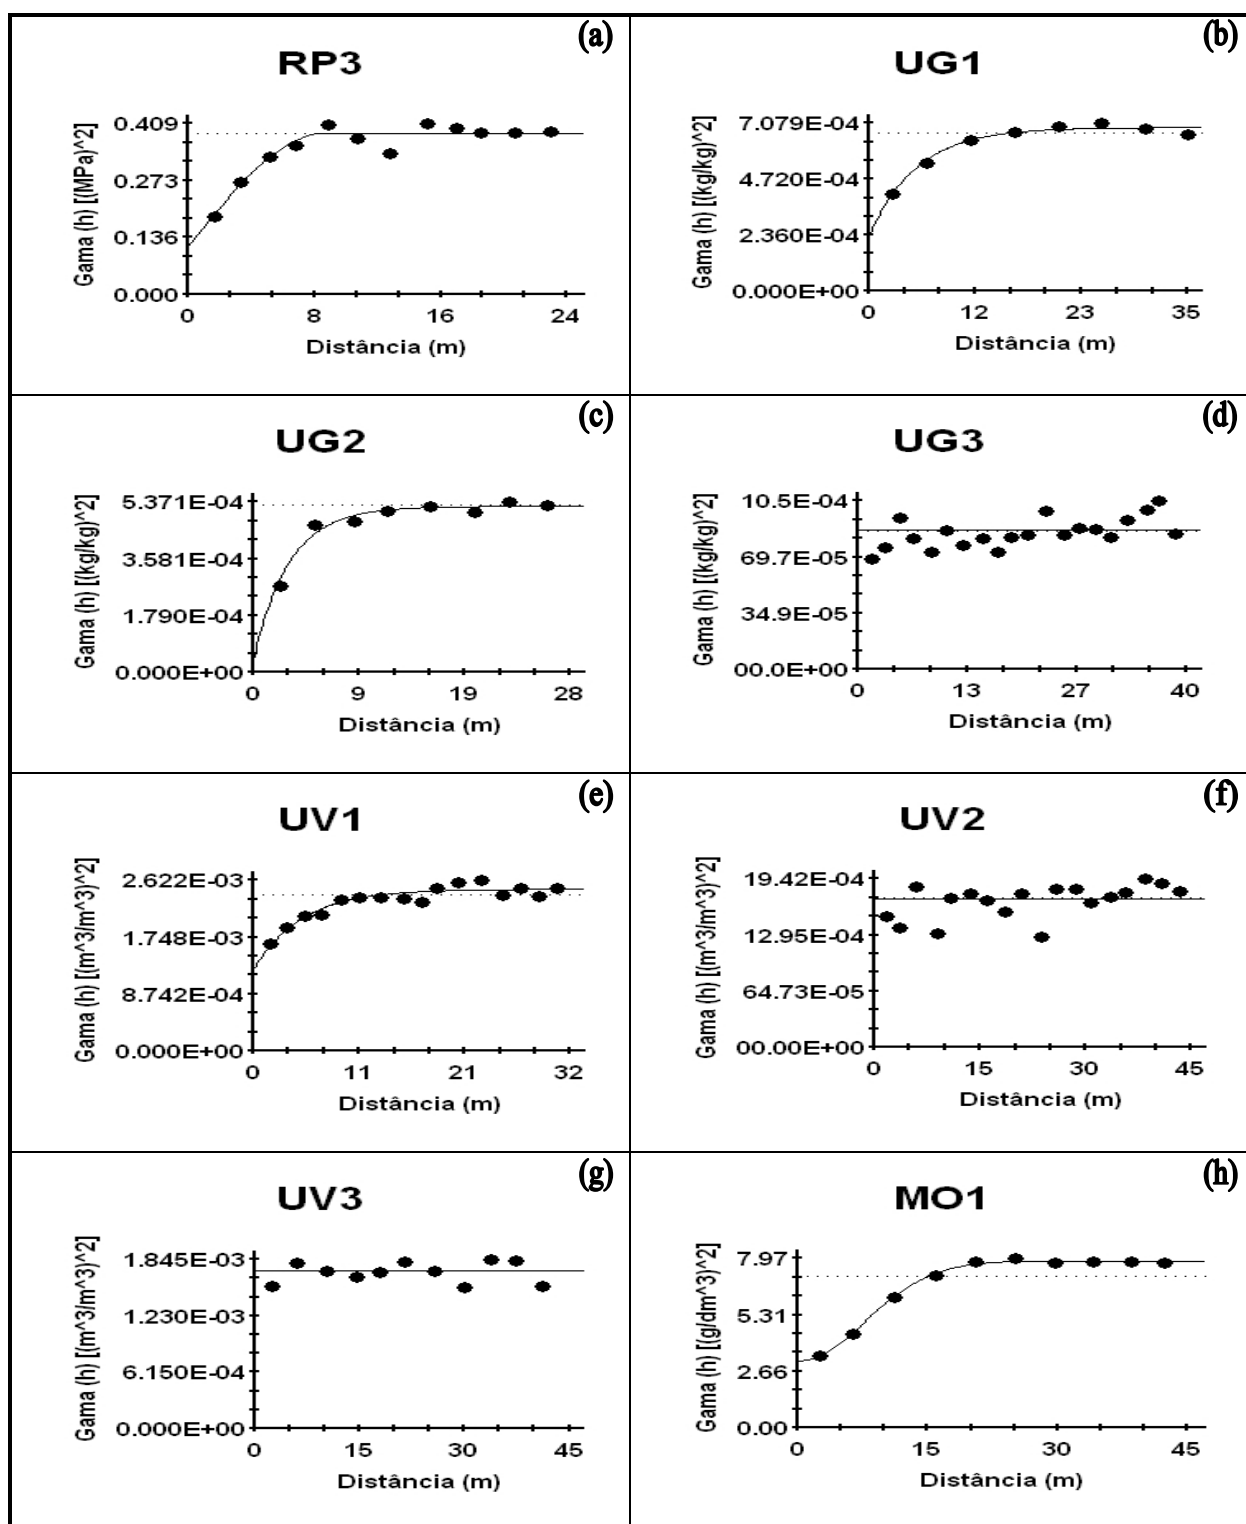 (a)
RP3
Gama (h) [(MPa)^2]
0.409
0.273
0.136
0.000
0 8 16 24
Distância (m)
(b)
UG1
Gama (h) [(kg/kg)^2]
7.079E-04
4.720E-04
2.360E-04
0.000E+00
0 12 23 35
Distância (m)
(c)
UG2
Gama (h) [(kg/kg)^2]
5.371E-04
3.581E-04
1.790E-04
0.000E+00
0 9 19 28
Distância (m)
(d)
UG3
Gama (h) [(kg/kg)^2]
10.5E-04
69.7E-05
34.9E-05
00.0E+00
0 13 27 40
Distância (m)
(e)
UV1
Gama (h) [(m^3/m^3)^2]
2.622E-03
1.748E-03
8.742E-04
0.000E+00
0 11 21 32
Distância (m)
(f)
UV2
Gama (h) [(m^3/m^3)^2]
19.42E-04
12.95E-04
64.73E-05
00.00E+00
0 15 30 45
Distância (m)
(g)
UV3
Gama (h) [(m^3/m^3)^2]
1.845E-03
1.230E-03
6.150E-04
0.000E+00
0 15 30 45
Distância (m)
(h)
MO1
Gama (h) [(g/dm^3)^2]
7.97
5.31
2.66
0.00
0 15 30 45
Distância (m)